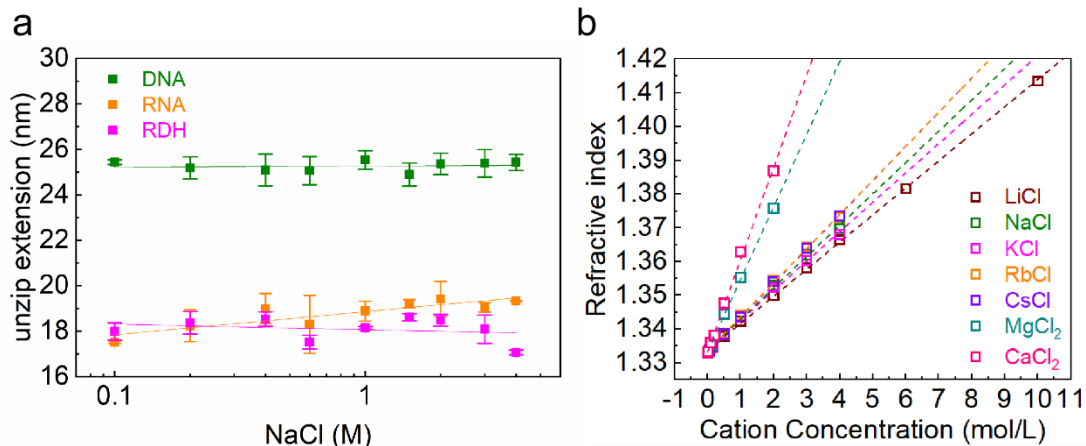 a
30
28
26
24
22
20
18
16
unzip extension (nm)
DNA
RNA
RDH
0.1
1
NaCl (M)
b
1.42
1.41
1.40
1.39
1.38
1.37
1.36
1.35
1.34
1.33
Refractive index
LiCl
NaCl
KCl
RbCl
CsCl
MgCl₂
CaCl₂
-1 0 1 2 3 4 5 6 7 8 9 10 11
Cation Concentration (mol/L)